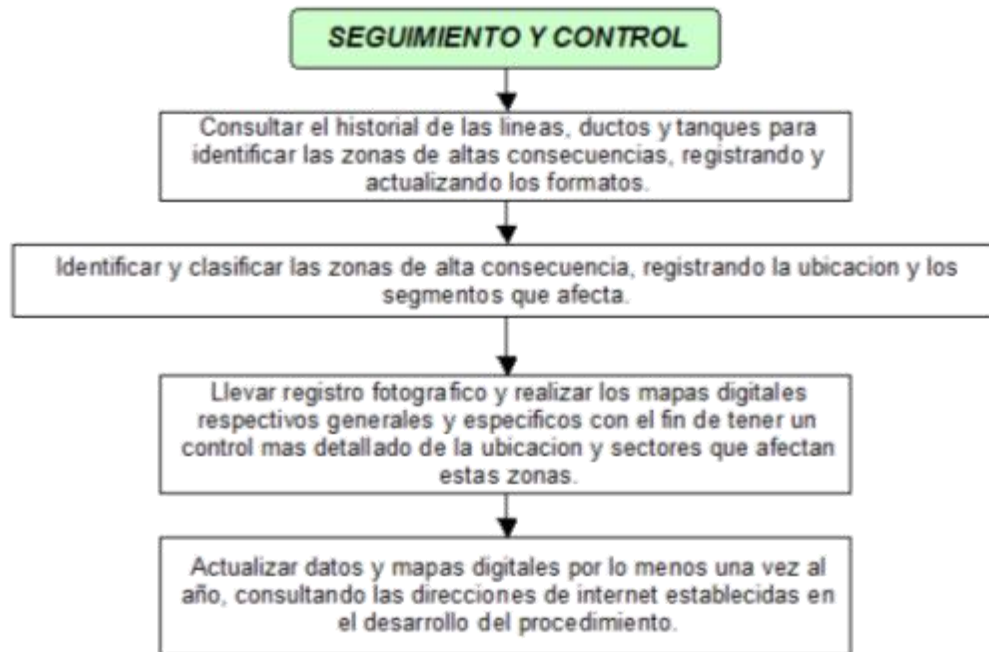 SEGUIMIENTO Y CONTROL
Consultar el historial de las lineas, ductos y tanques para
identificar las zonas de altas consecuencias, registrando y
actualizando los formatos.
Identificar y clasificar las zonas de alta consecuencia, registrando la ubicacion y los
segmentos que afecta.
Llevar registro fotografico y realizar los mapas digitales
respectivos generales y especificos con el fin de tener un
control mas detallado de la ubicacion y sectores que afectan
estas zonas.
Actualizar datos y mapas digitales por lo menos una vez al
año, consultando las direcciones de internet establecidas en
el desarrollo del procedimiento.